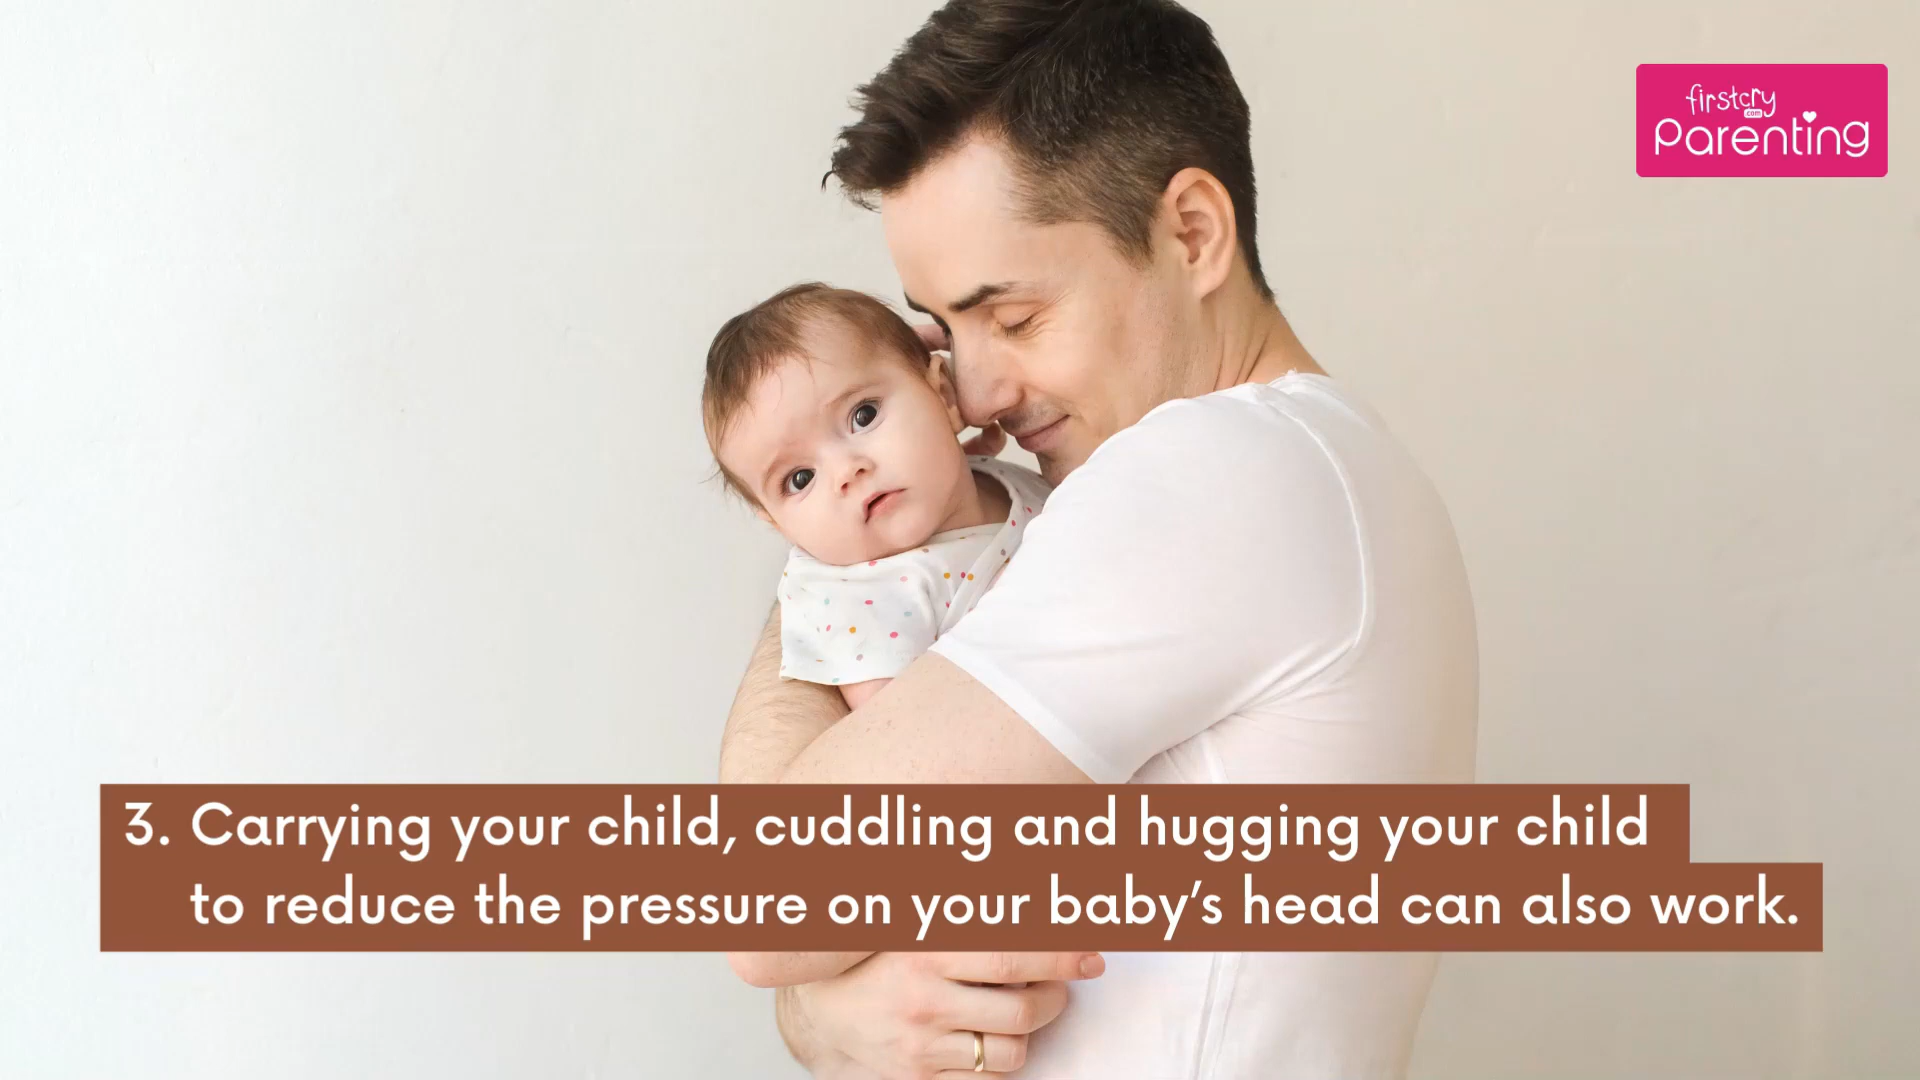 firstcry
.com
Parenting
3. Carrying your child, cuddling and hugging your child
to reduce the pressure on your baby’s head can also work.